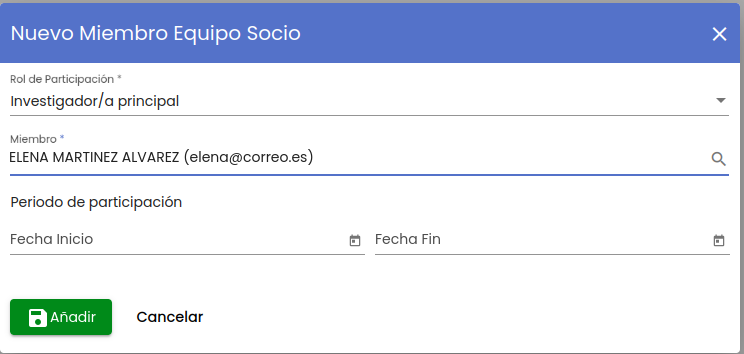 Nuevo Miembro Equipo Socio
Rol de Participación *
Investigador/a principal
Miembro *
ELENA MARTINEZ ALVAREZ (elena@correo.es)
Periodo de participación
Fecha Inicio
Fecha Fin
Añadir
Cancelar